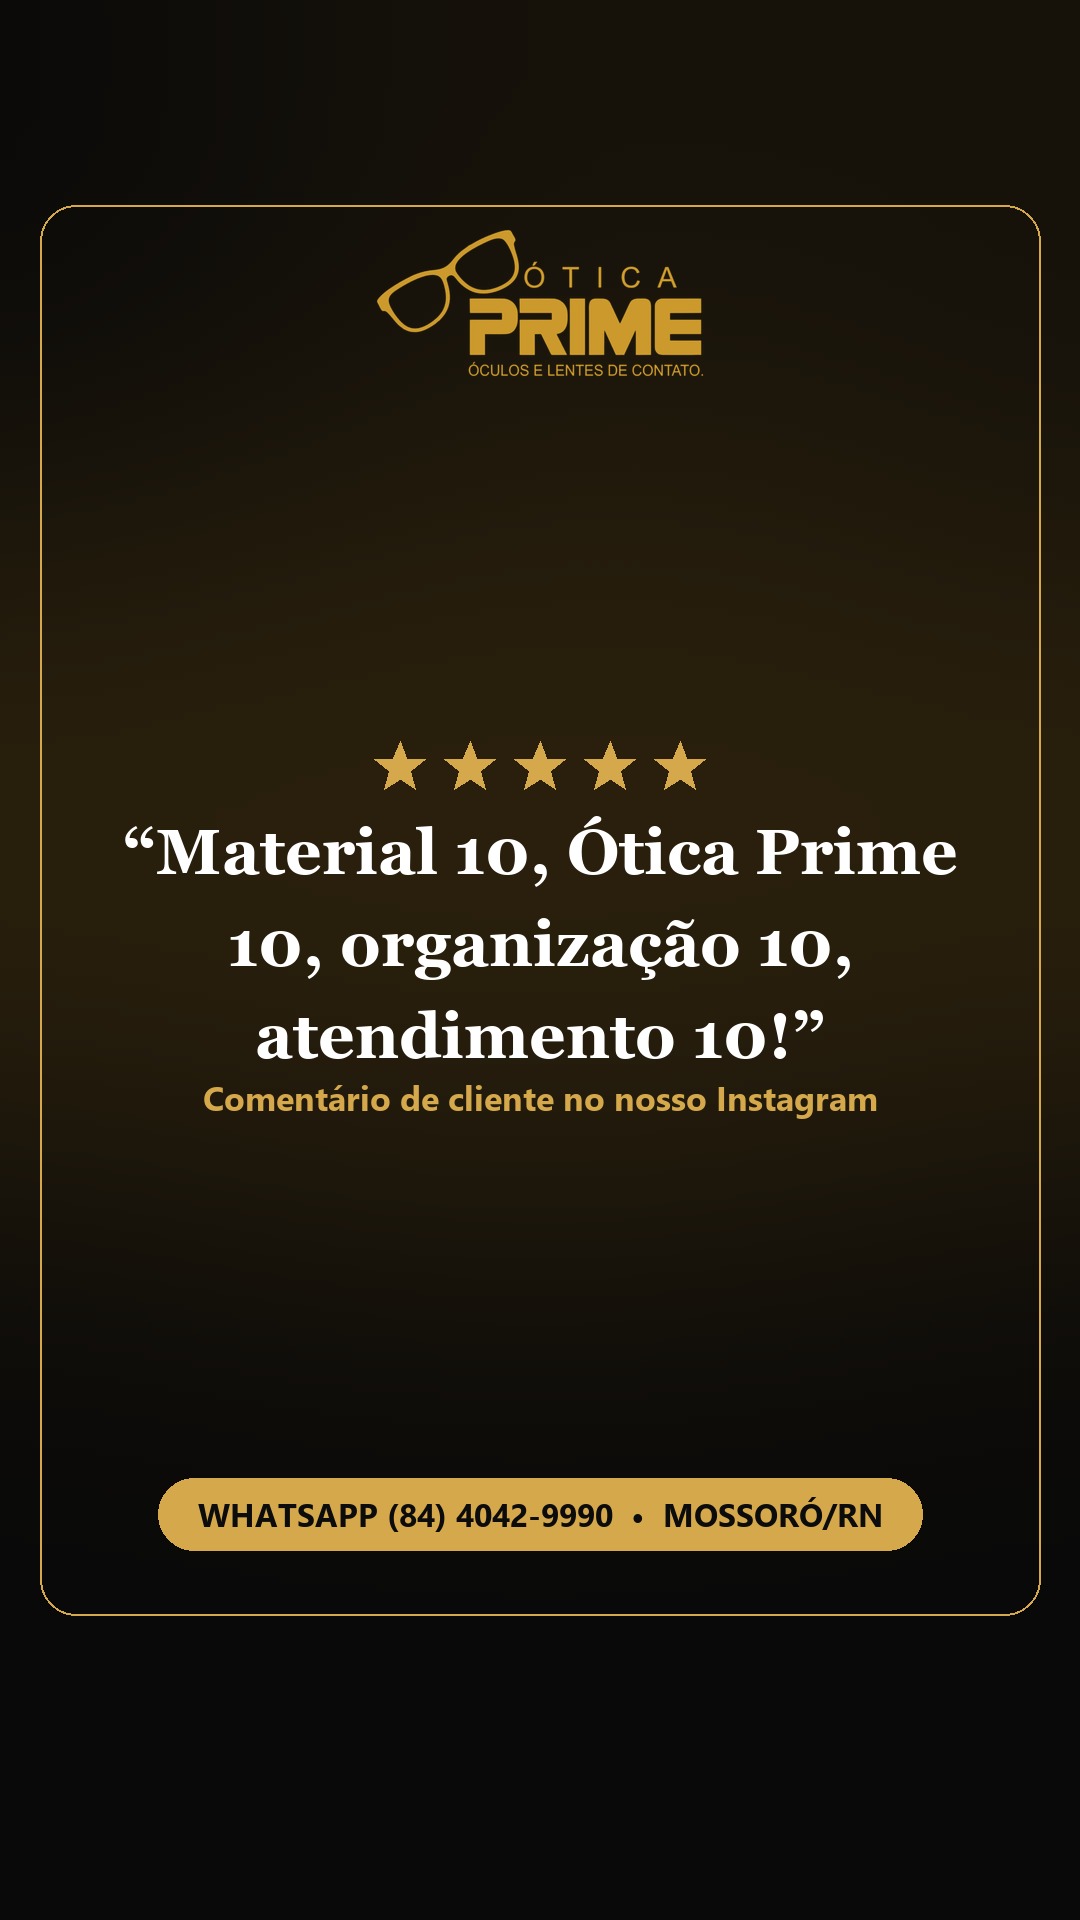 ÓTICA
PRIME
ÓCULOS E LENTES DE CONTATO.
“Material 10, Ótica Prime
10, organização 10,
atendimento 10!”
Comentário de cliente no nosso Instagram
WHATSAPP (84) 4042-9990 • MOSSORÓ/RN